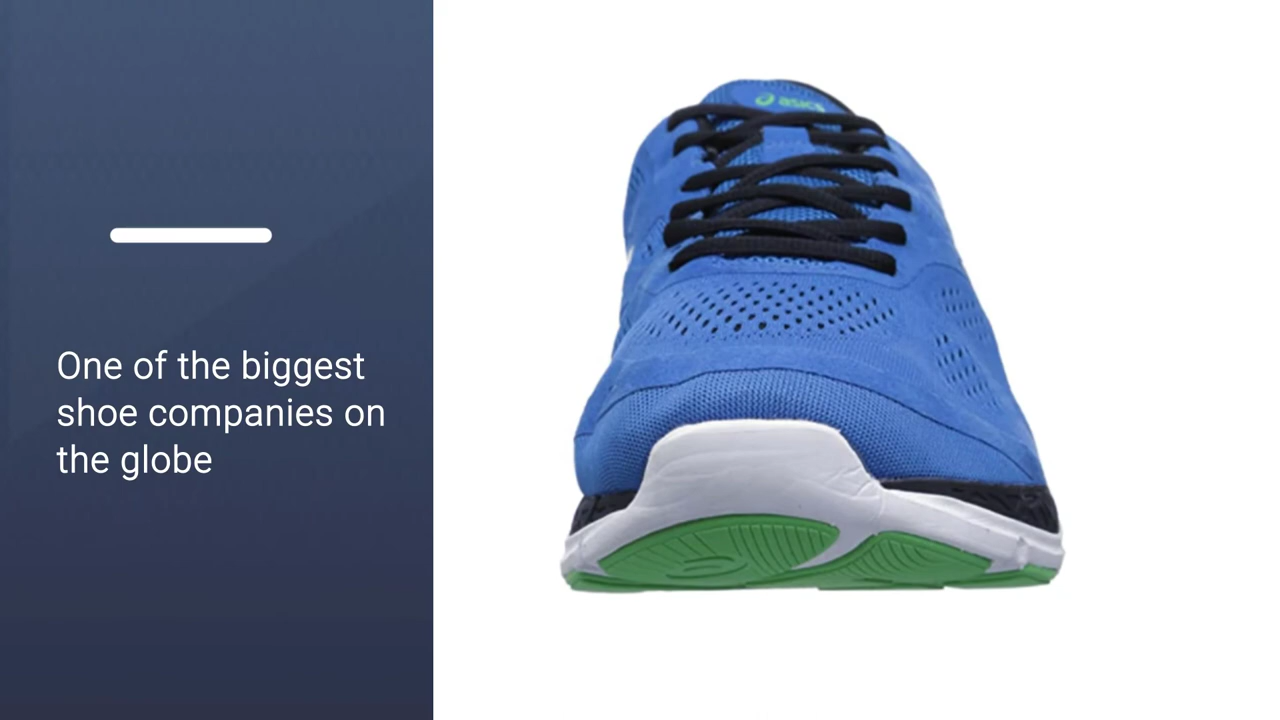 One of the biggest
shoe companies on
the globe
asics